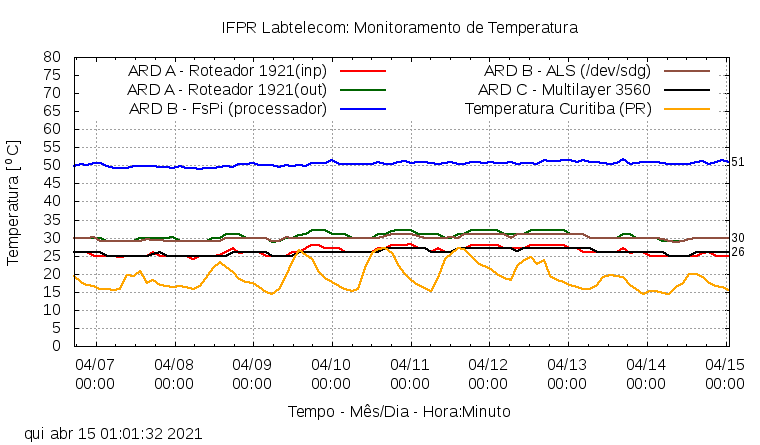 IFPR Labtelecom: Monitoramento de Temperatura
ARD A - Roteador 1921(inp)
ARD A - Roteador 1921(out)
ARD B - FsPi (processador)
ARD B - ALS (/dev/sdg)
ARD C - Multilayer 3560
Temperatura Curitiba (PR)
Temperatura [ºC]
80
75
70
65
60
55
50
45
40
35
30
25
20
15
10
5
0
51
30
26
04/07 04/08 04/09 04/10 04/11 04/12 04/13 04/14 04/15
00:00 00:00 00:00 00:00 00:00 00:00 00:00 00:00 00:00
Tempo - Mês/Dia - Hora:Minuto
qui abr 15 01:01:32 2021